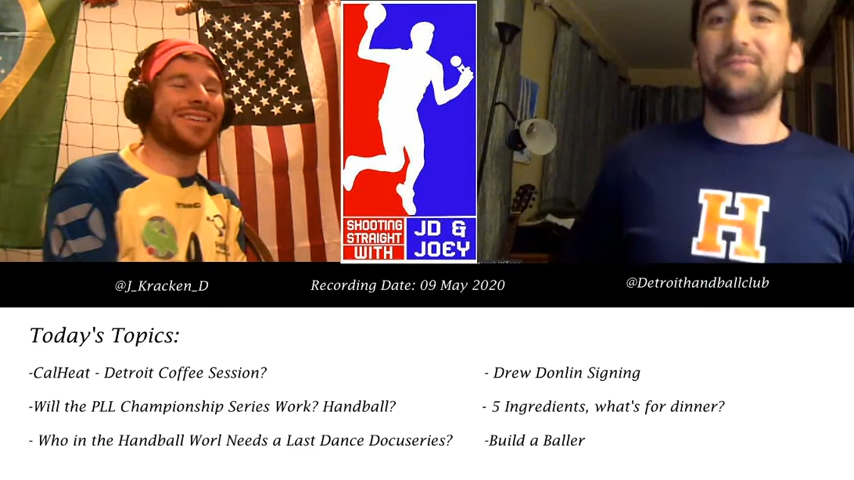 SHOOTING
STRAIGHT
WITH
JD &
JOEY
H
@J_Kracken_D
Recording Date: 09 May 2020
@Detroithandballclub
Today's Topics:
-CalHeat - Detroit Coffee Session?
- Drew Donlin Signing
-Will the PLL Championship Series Work? Handball?
- 5 Ingredients, what's for dinner?
- Who in the Handball Worl Needs a Last Dance Docuseries?
-Build a Baller